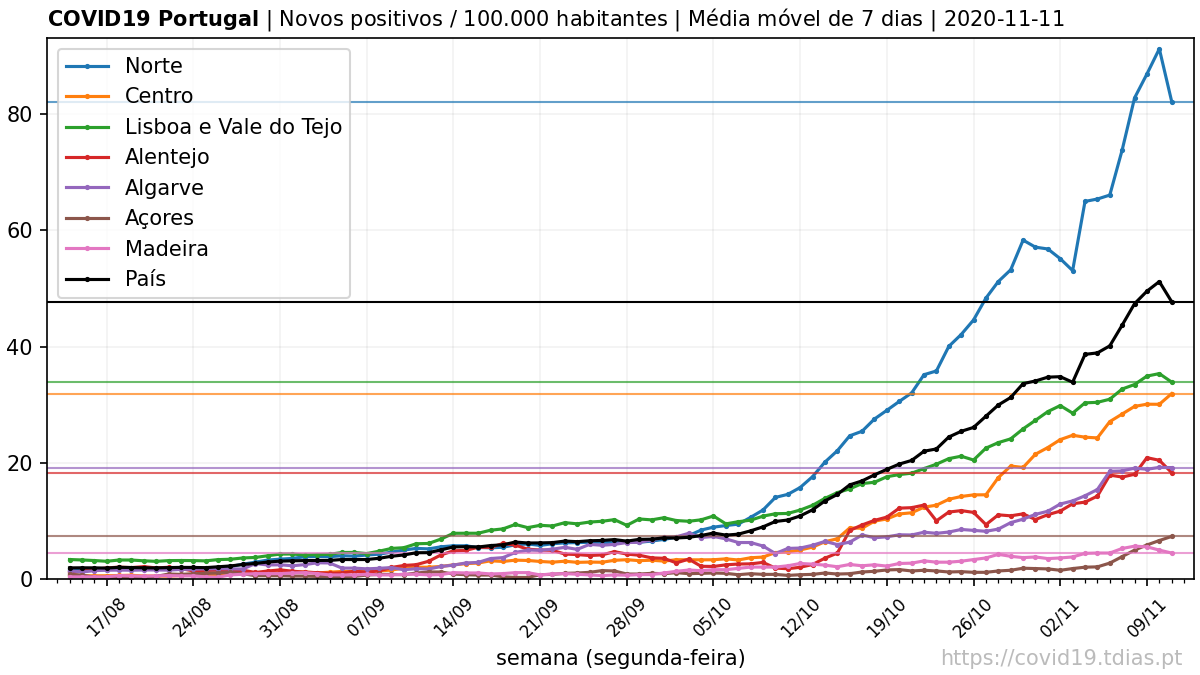 COVID19 Portugal | Novos positivos / 100.000 habitantes | Média móvel de 7 dias | 2020-11-11
Norte
Centro
Lisboa e Vale do Tejo
Alentejo
Algarve
Açores
Madeira
País
80
60
40
20
0
17/08
24/08
31/08
07/09
14/09
21/09
28/09
05/10
12/10
19/10
26/10
02/11
09/11
semana (segunda-feira)
https://covid19.tdias.pt